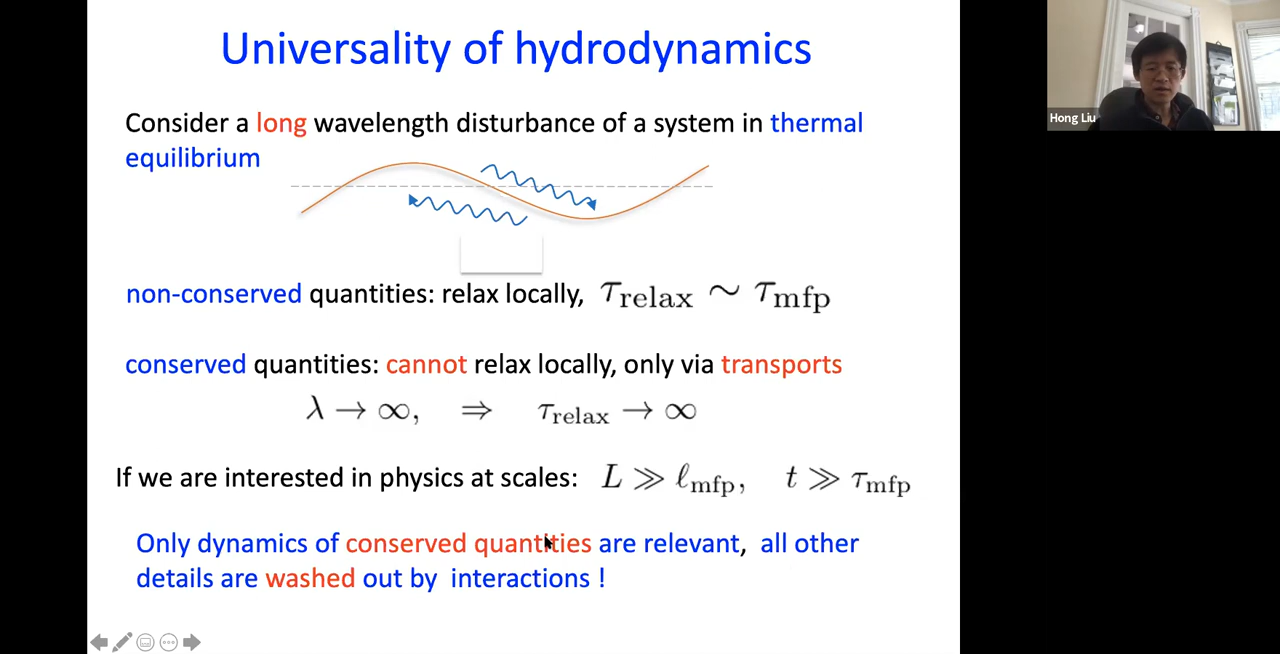 Universality of hydrodynamics
Consider a long wavelength disturbance of a system in thermal
equilibrium
non-conserved quantities: relax locally, τ_relax ~ τ_mfp
conserved quantities: cannot relax locally, only via transports
λ → ∞, ⇒ τ_relax → ∞
If we are interested in physics at scales: L ≫ ℓ_mfp, t ≫ τ_mfp
Only dynamics of conserved quantities are relevant, all other
details are washed out by interactions !
Hong Liu